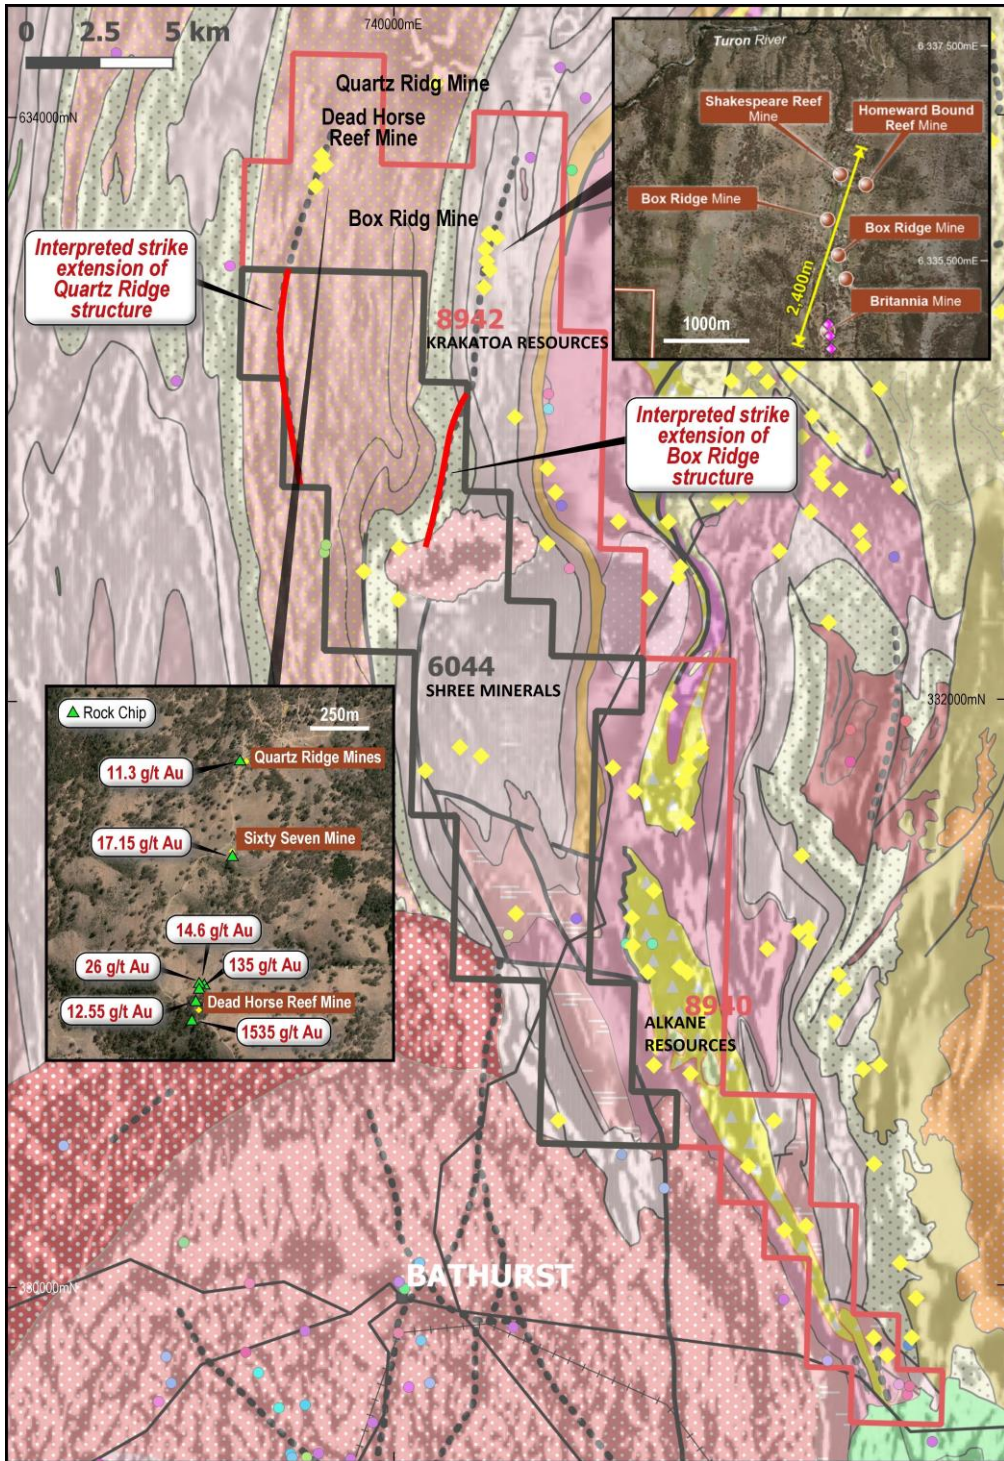 0 2.5 5 km
740000mE
634000mN
Quartz Ridg Mine
Dead Horse
Reef Mine
Box Ridg Mine
Interpreted strike
extension of
Quartz Ridge
structure
8942
KRAKATOA RESOURCES
Turon River
6 337,500mE
Shakespeare Reef
Mine
Homeward Bound
Reef Mine
Box Ridge Mine
Box Ridge Mine
6 335,500mE
Britannia Mine
2,400m
1000m
Interpreted strike
extension of
Box Ridge
structure
6044
SHREE MINERALS
332000mN
Rock Chip
250m
Quartz Ridge Mines
11.3 g/t Au
Sixty Seven Mine
17.15 g/t Au
14.6 g/t Au
26 g/t Au
135 g/t Au
Dead Horse Reef Mine
12.55 g/t Au
1535 g/t Au
8940
ALKANE
RESOURCES
BATHURST
330000mN